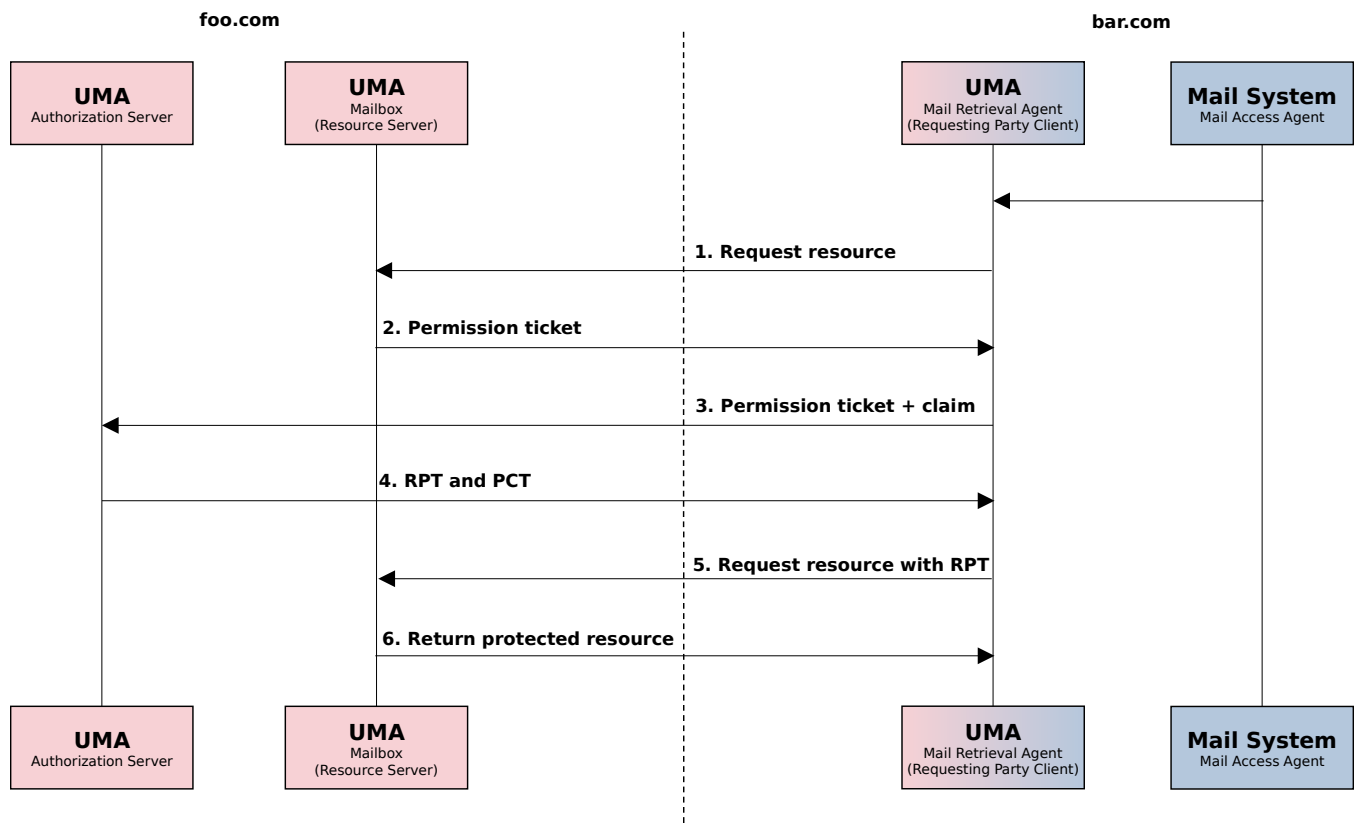 foo.com
bar.com
UMA
Authorization Server
UMA
Mailbox
(Resource Server)
UMA
Mail Retrieval Agent
(Requesting Party Client)
Mail System
Mail Access Agent
1. Request resource
2. Permission ticket
3. Permission ticket + claim
4. RPT and PCT
5. Request resource with RPT
6. Return protected resource
UMA
Authorization Server
UMA
Mailbox
(Resource Server)
UMA
Mail Retrieval Agent
(Requesting Party Client)
Mail System
Mail Access Agent